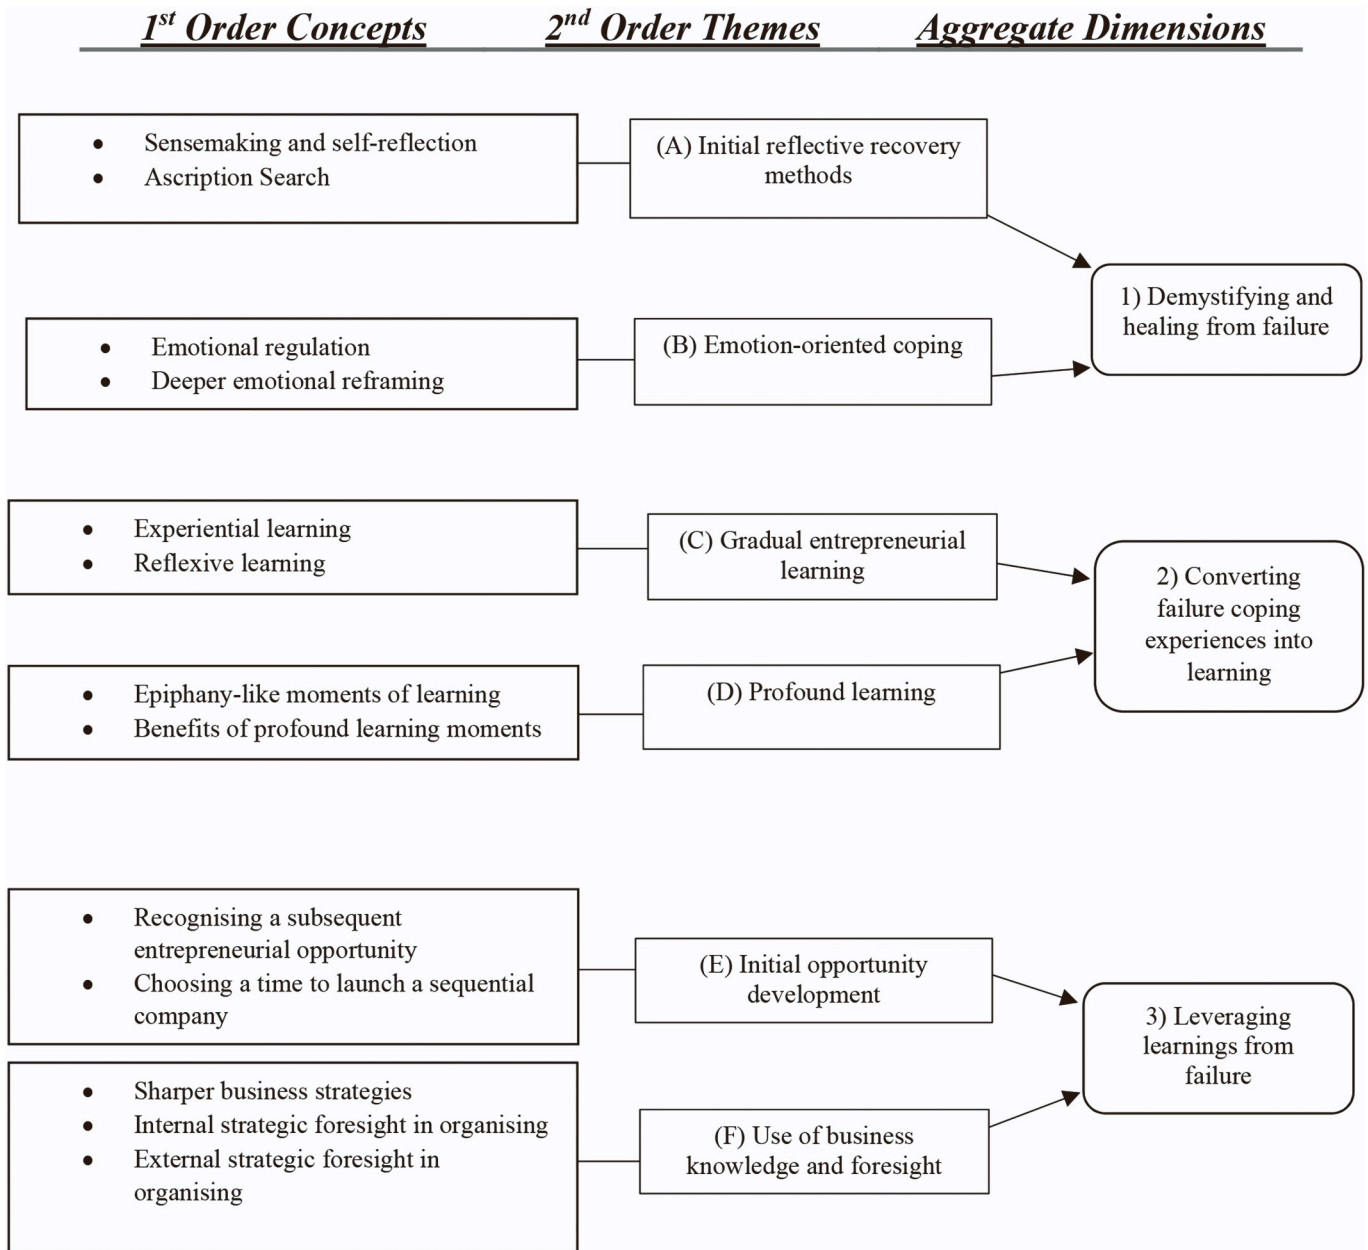 1st Order Concepts 2nd Order Themes Aggregate Dimensions
• Sensemaking and self-reflection
• Ascription Search
(A) Initial reflective recovery
methods
1) Demystifying and
healing from failure
• Emotional regulation
• Deeper emotional reframing
(B) Emotion-oriented coping
• Experiential learning
• Reflexive learning
(C) Gradual entrepreneurial
learning
2) Converting
failure coping
experiences into
learning
• Epiphany-like moments of learning
• Benefits of profound learning moments
(D) Profound learning
• Recognising a subsequent
entrepreneurial opportunity
• Choosing a time to launch a sequential
company
(E) Initial opportunity
development
3) Leveraging
learnings from
failure
• Sharper business strategies
• Internal strategic foresight in organising
• External strategic foresight in
organising
(F) Use of business
knowledge and foresight